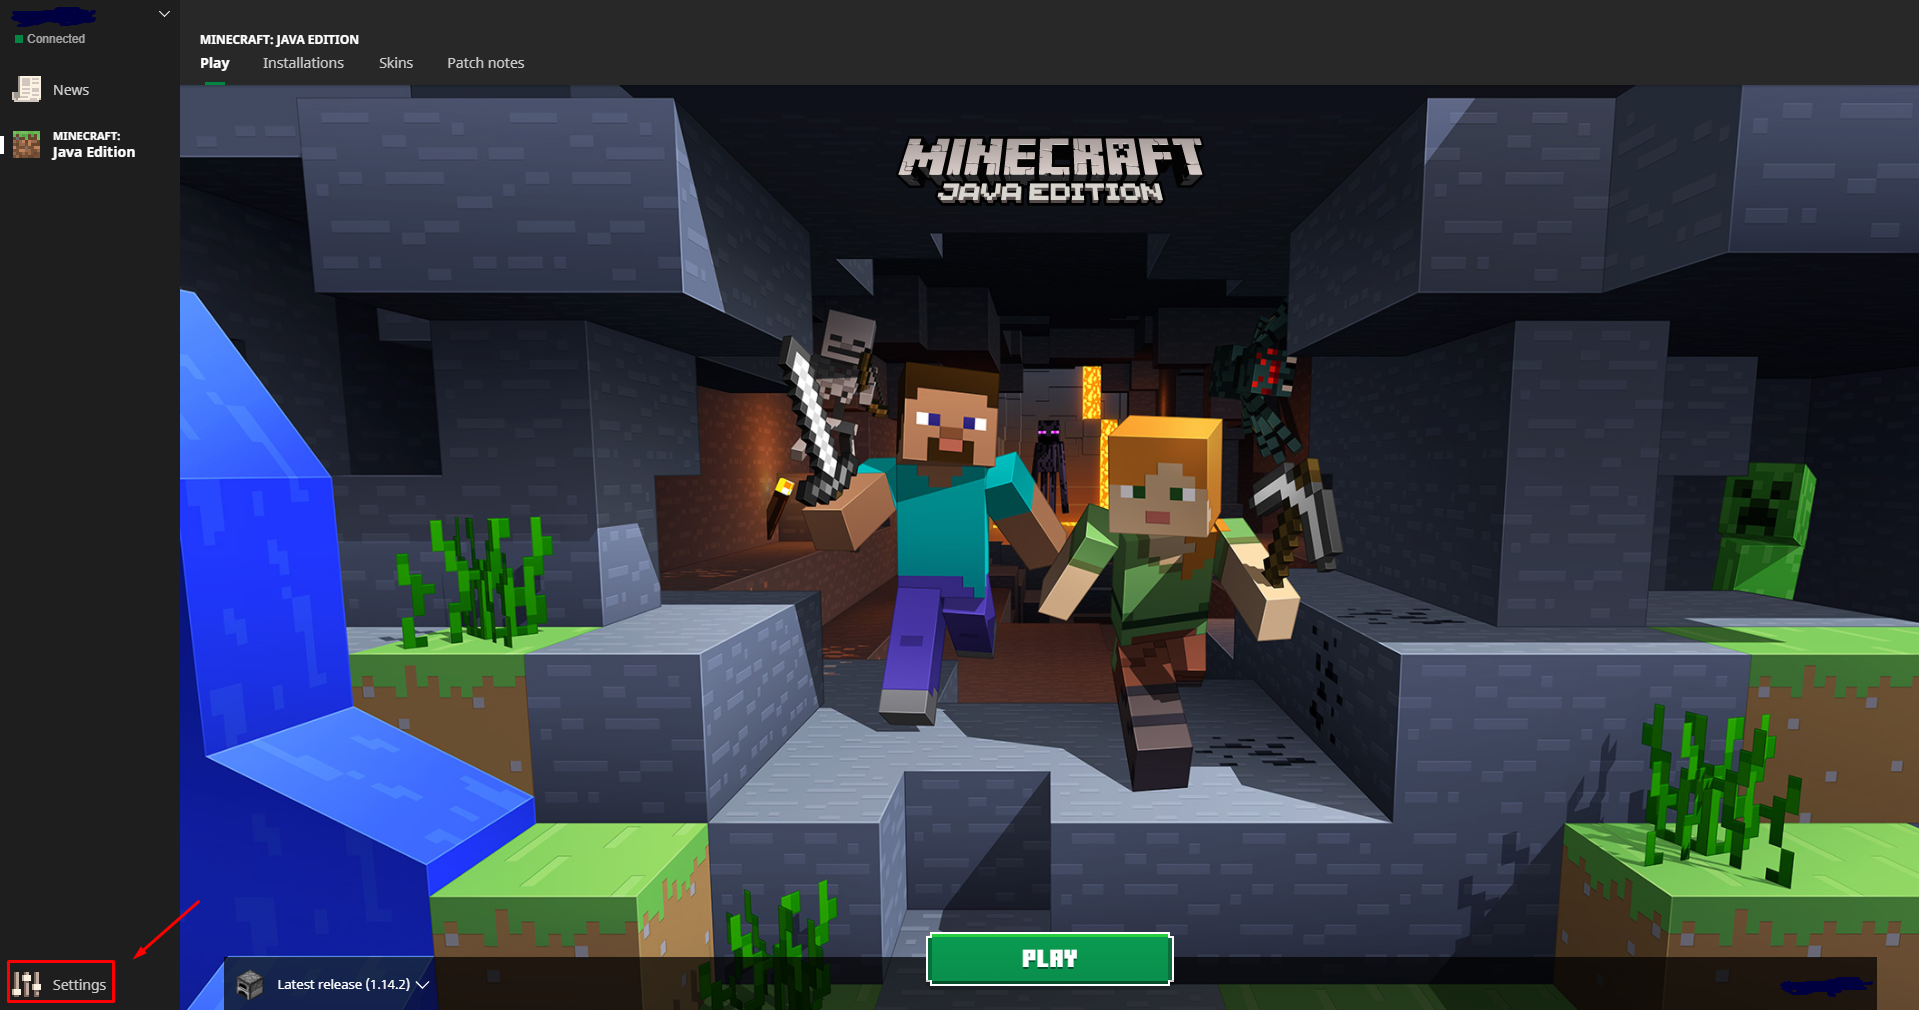 Connected
News
MINECRAFT:
Java Edition
Settings
MINECRAFT: JAVA EDITION
Play Installations Skins Patch notes
MINECRAFT
JAVA EDITION
Latest release (1.14.2)
PLAY